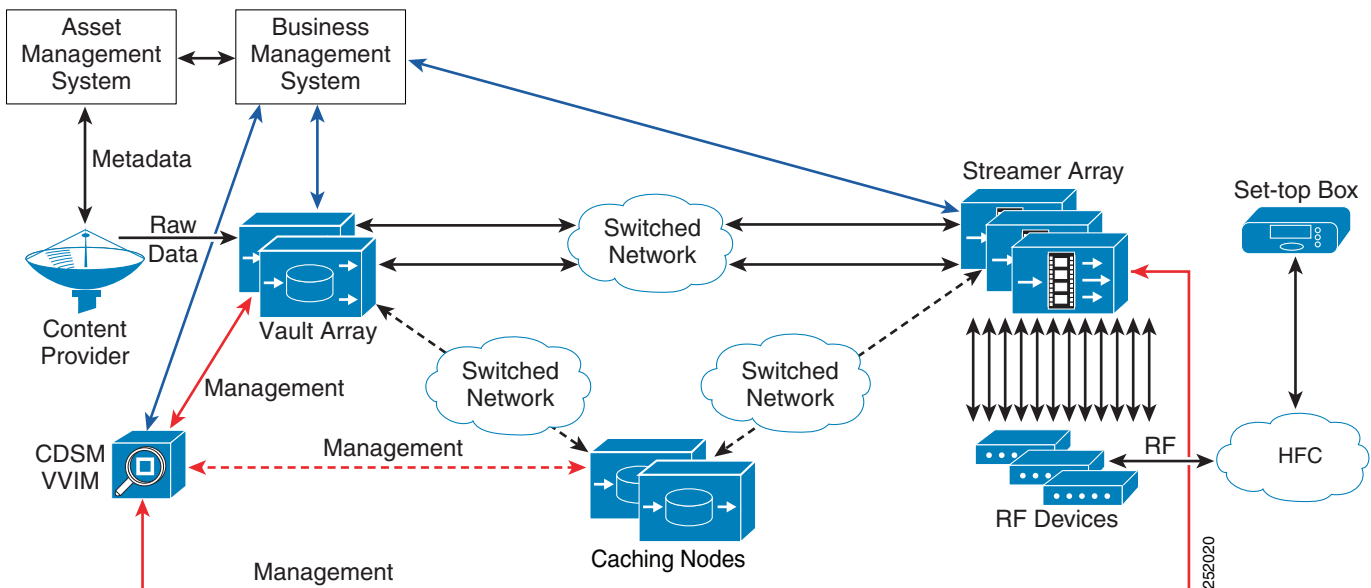 Asset
Management
System
Business
Management
System
Metadata
Streamer Array
Set-top Box
Raw
Data
Switched
Network
Content
Provider
Vault Array
Management
Switched
Network
Switched
Network
CDSM
VVIM
Management
RF
HFC
RF Devices
Caching Nodes
Management
252020